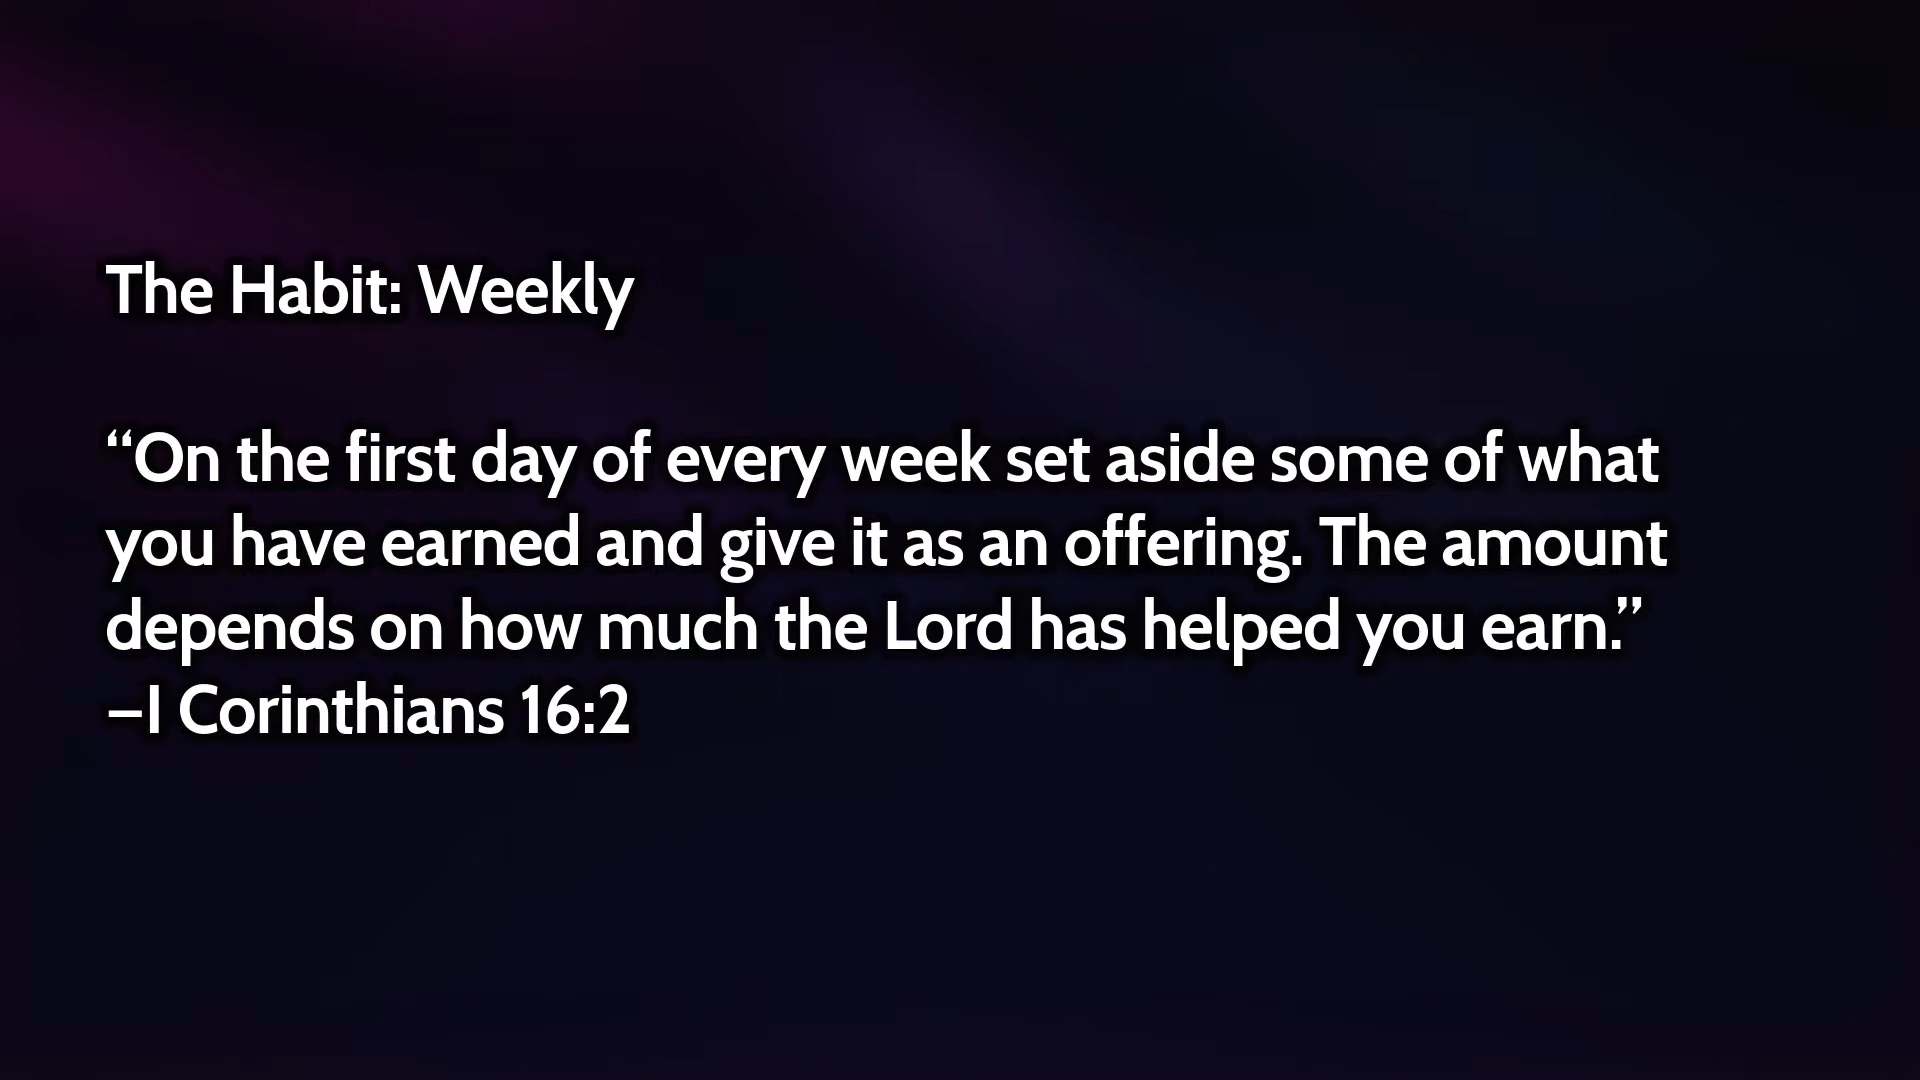 The Habit: Weekly
“On the first day of every week set aside some of what
you have earned and give it as an offering. The amount
depends on how much the Lord has helped you earn.”
–I Corinthians 16:2